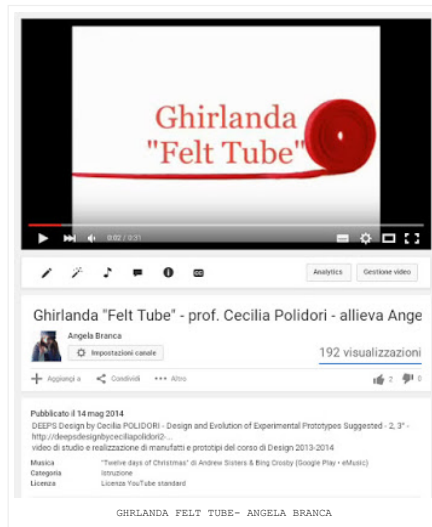 Ghirlanda
"Felt Tube"
0:02 / 0:31
Analytics
Gestione video
Ghirlanda "Felt Tube" - prof. Cecilia Polidori - allieva Ange
Angela Branca
Impostazioni canale
192 visualizzazioni
Aggiungi a Condividi Altro 2 0
Pubblicato il 14 mag 2014
DEEPS Design by Cecilia POLIDORI - Design and Evolution of Experimental Prototypes Suggested - 2, 3° -
http://deepsdesignbyceciliapolidori2-...
video di studio e realizzazione di manufatti e prototipi del corso di Design 2013-2014
Musica "Twelve days of Christmas" di Andrew Sisters & Bing Crosby (Google Play • eMusic)
Categoria Istruzione
Licenza Licenza YouTube standard
GHRLANDA FELT TUBE- ANGELA BRANCA